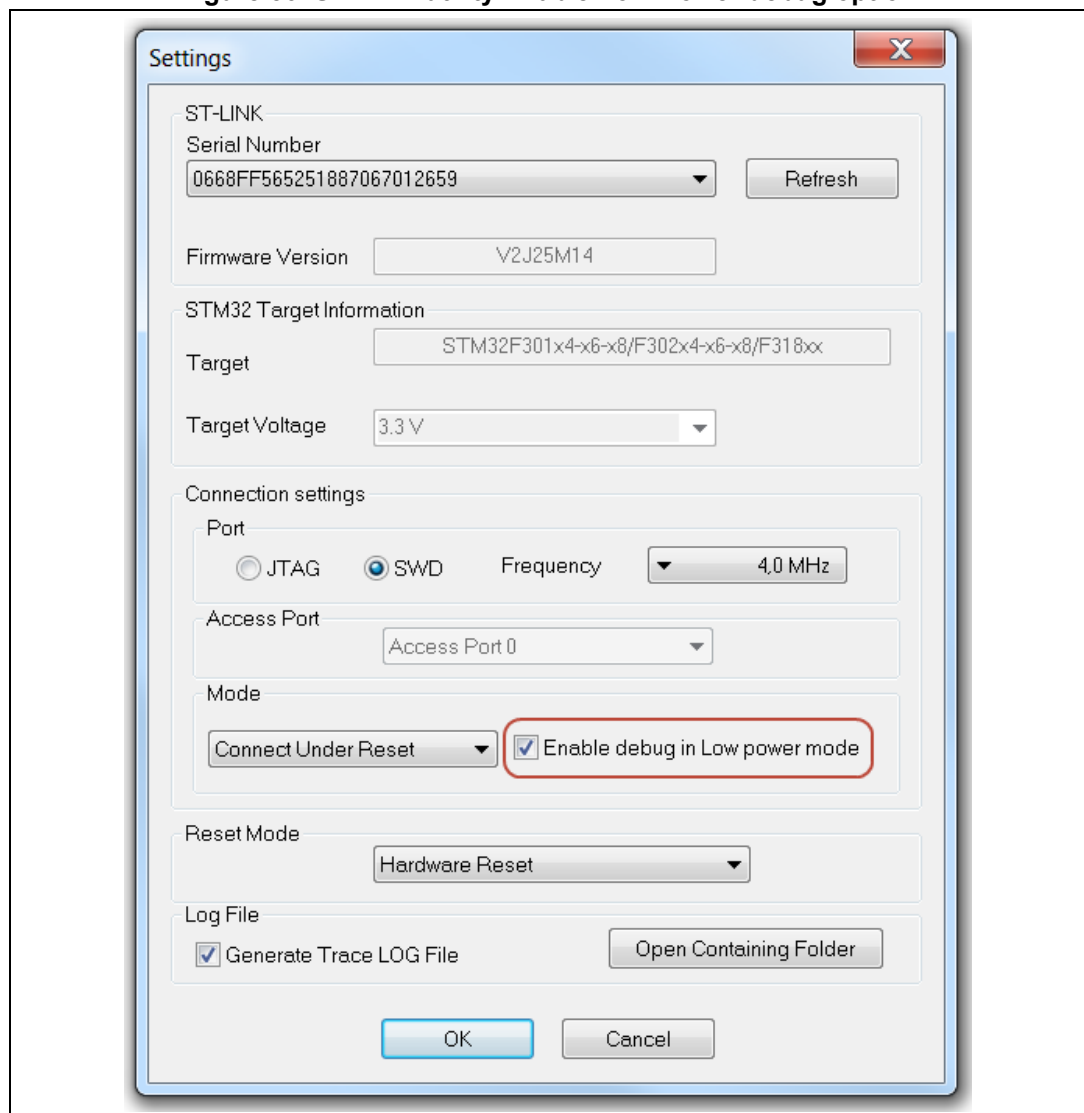 Settings
ST-LINK
Serial Number
0668FF565251887067012659
Refresh
Firmware Version
V2J25M14
STM32 Target Information
Target
STM32F301x4-x6-x8/F302x4-x6-x8/F318xx
Target Voltage
3.3 V
Connection settings
Port
JTAG
SWD
Frequency
4,0 MHz
Access Port
Access Port 0
Mode
Connect Under Reset
Enable debug in Low power mode
Reset Mode
Hardware Reset
Log File
Generate Trace LOG File
Open Containing Folder
OK
Cancel